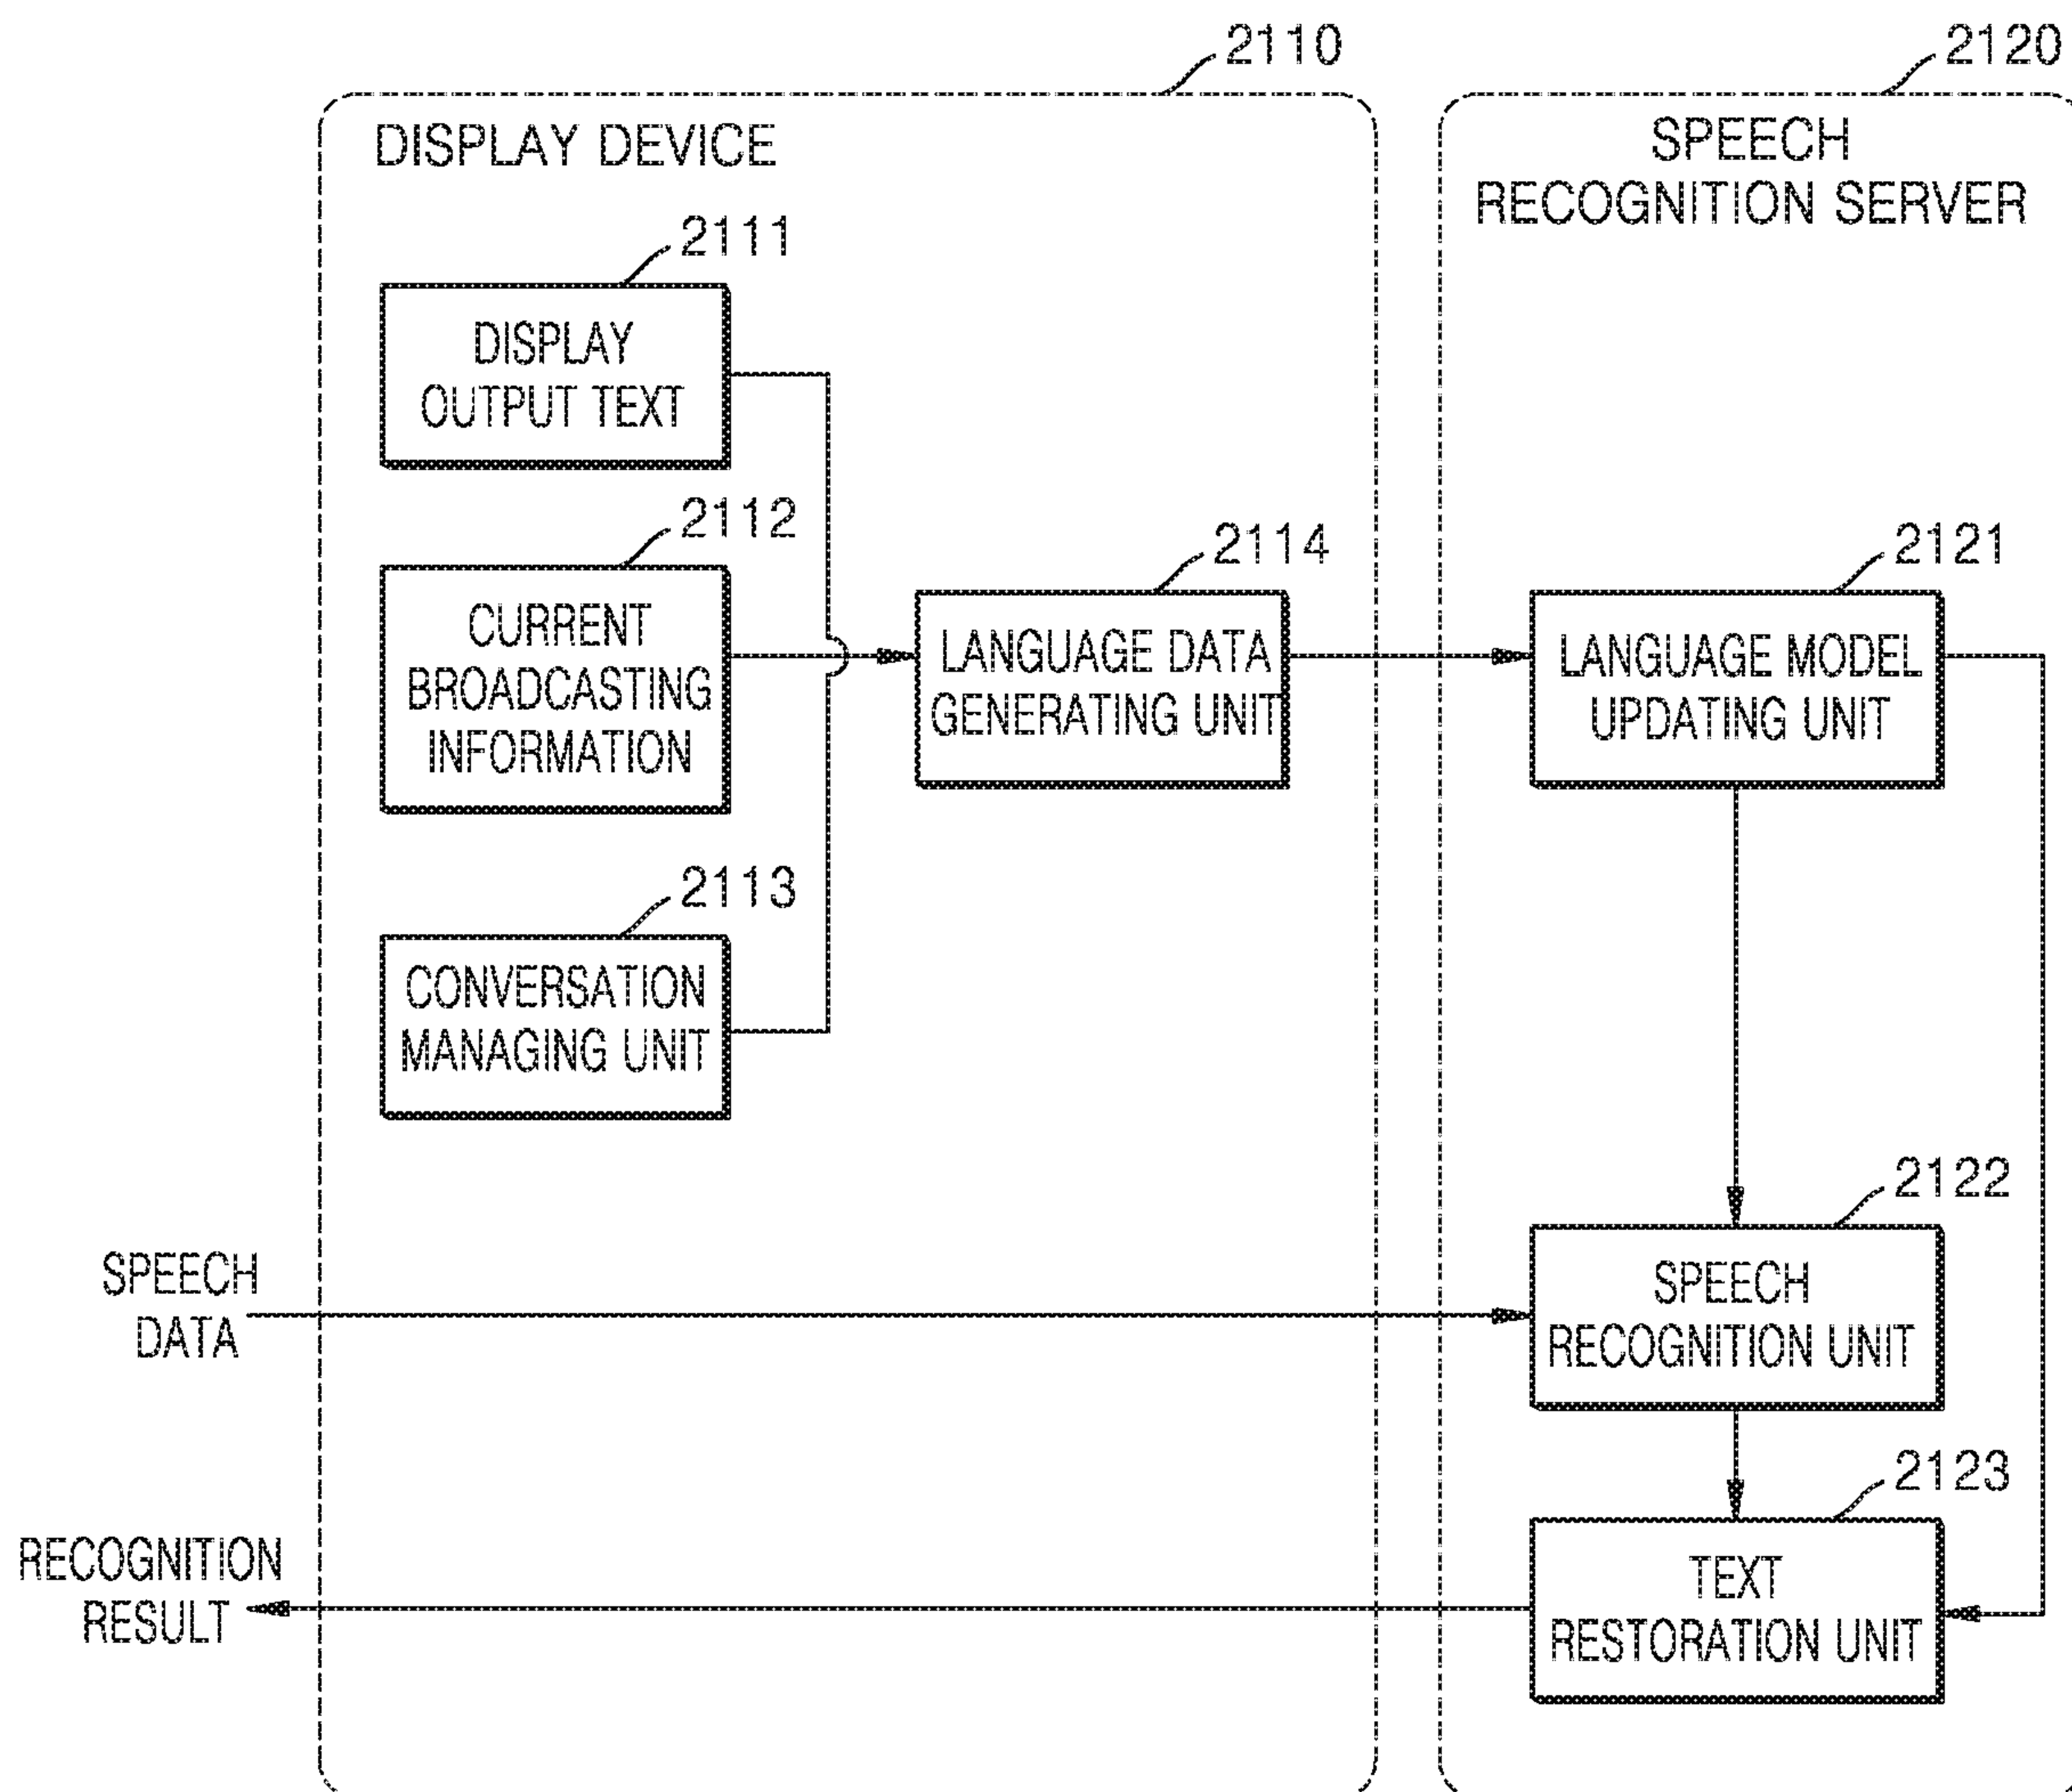 2110
2120
DISPLAY DEVICE
SPEECH
RECOGNITION SERVER
2111
DISPLAY
OUTPUT TEXT
2112
CURRENT
BROADCASTING
INFORMATION
2114
LANGUAGE DATA
GENERATING UNIT
2121
LANGUAGE MODEL
UPDATING UNIT
2113
CONVERSATION
MANAGING UNIT
2122
SPEECH
DATA
SPEECH
RECOGNITION UNIT
2123
RECOGNITION
RESULT
TEXT
RESTORATION UNIT